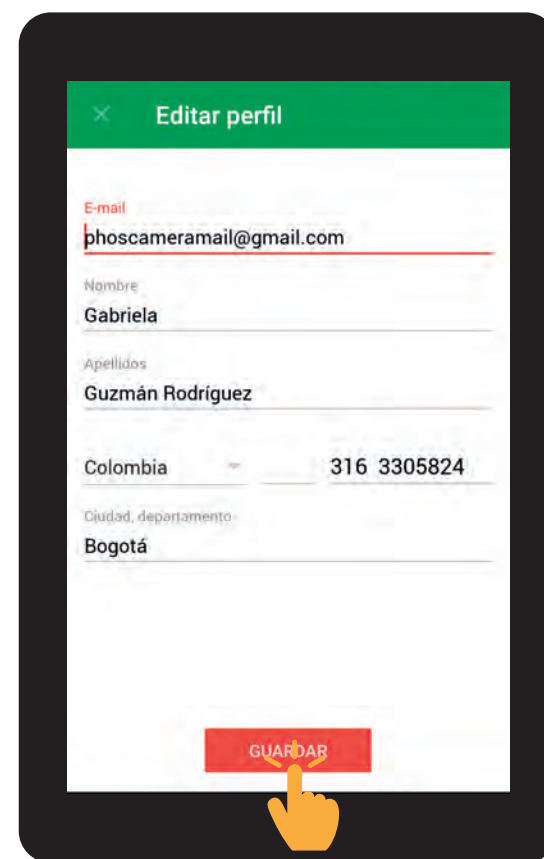 Editar perfil
E-mail
phoscameramail@gmail.com
Nombre
Gabriela
Apellidos
Guzmán Rodríguez
Colombia 316 3305824
Ciudad, departamento
Bogotá
GUARDAR